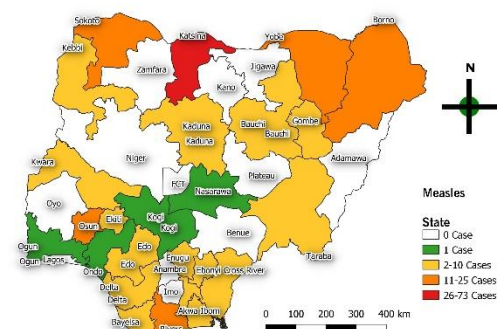 Sokoto
Katsina
Yobe
Borno
Kebbi
Zamfara
Jigawa
Kano
N
Kaduna
Kaduna
Bauchi
Bauchi
Gombe
Adamawa
Kwara
Niger
FCT
Plateau
Nasarawa
Oyo
Osun
Ekiti
Kogi
Kogi
Benue
Taraba
Ogun
Ogun
Lagos
Ondo
Edo
Edo
Enugu
Anambra
Ebonyi
Cross River
Delta
Delta
Imo
Bayelsa
Akwa Ibom
Measles
State
0 Case
1 Case
2-10 Cases
11-25 Cases
26-73 Cases
0 100 200 300 400 km